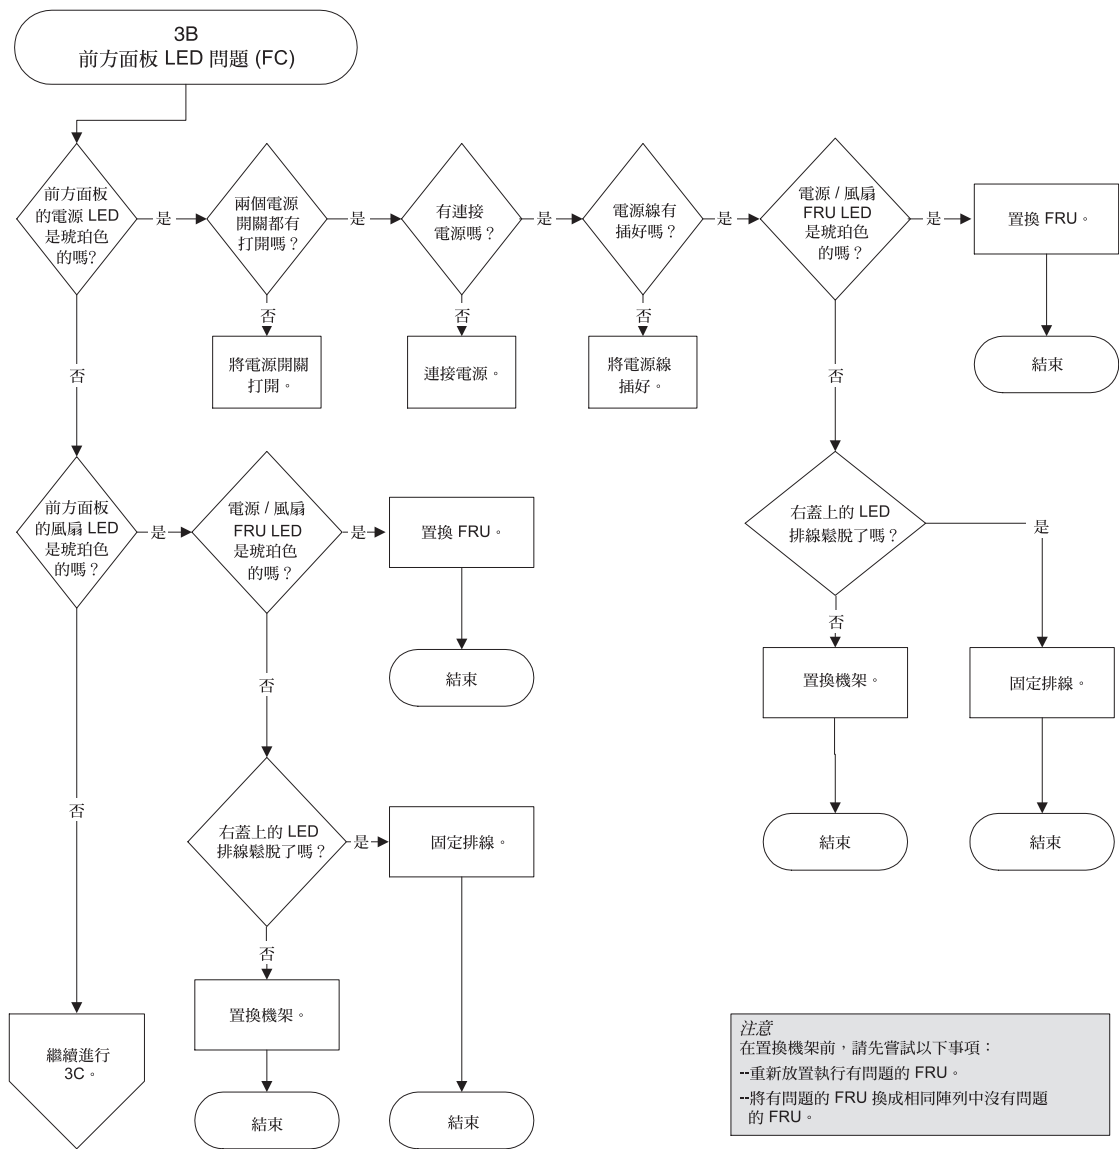 3B
前方面板 LED 問題 (FC)
前方面板
的電源 LED
是琥珀色
的嗎?
是
兩個電源
開關都有
打開嗎？
是
有連接
電源嗎？
是
電源線有
插好嗎？
是
電源 / 風扇
FRU LED
是琥珀色
的嗎？
是
置換 FRU。
否
否
否
將電源開關
打開。
連接電源。
將電源線
插好。
結束
否
否
前方面板
的風扇 LED
是琥珀色
的嗎？
是
電源 / 風扇
FRU LED
是琥珀色
的嗎？
是
置換 FRU。
右蓋上的 LED
排線鬆脫了嗎？
是
否
置換機架。
固定排線。
結束
否
否
右蓋上的 LED
排線鬆脫了嗎？
是
固定排線。
結束
結束
否
置換機架。
繼續進行
3C。
結束
結束
注意
在置換機架前，請先嘗試以下事項：
--重新放置執行有問題的 FRU。
--將有問題的 FRU 換成相同陣列中沒有問題
的 FRU。